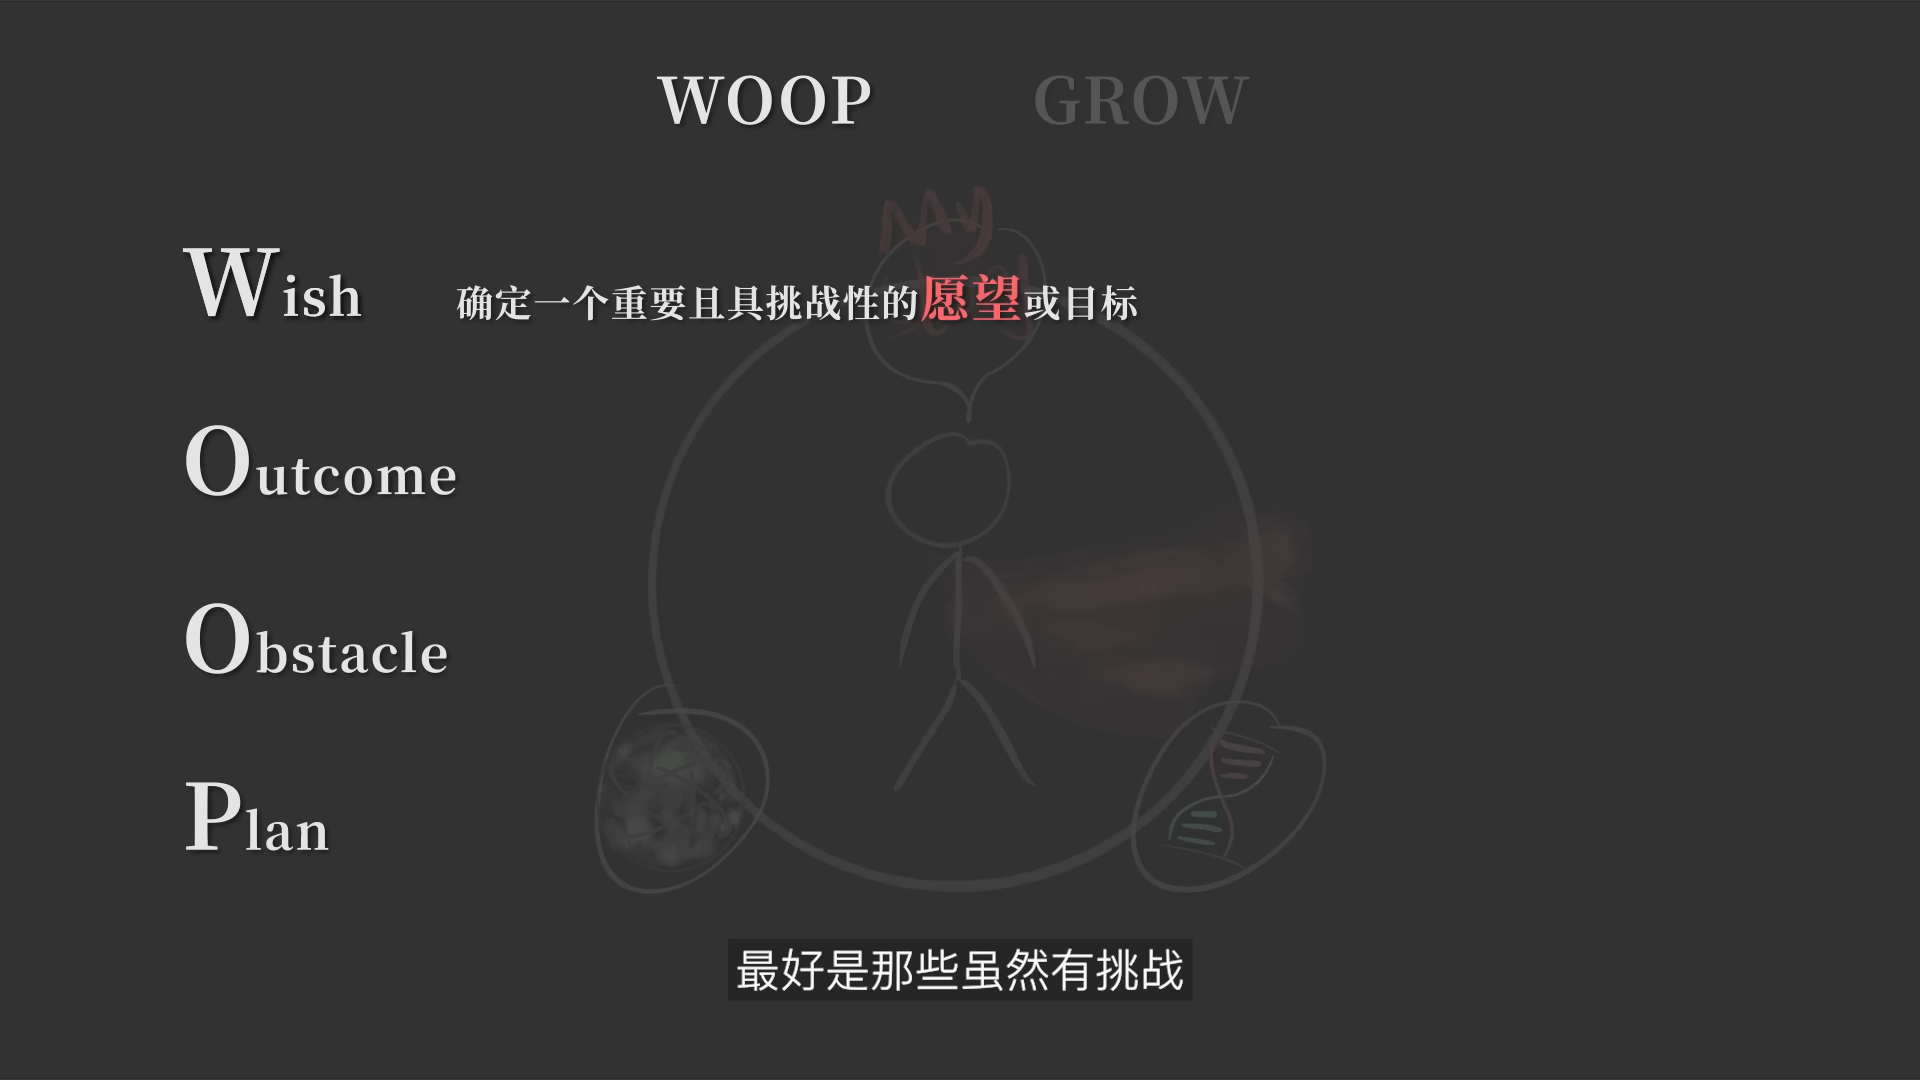 WOOP GROW
My
Wish 确定一个重要且具挑战性的愿望或目标
Outcome
Obstacle
Plan
最好是那些虽然有挑战